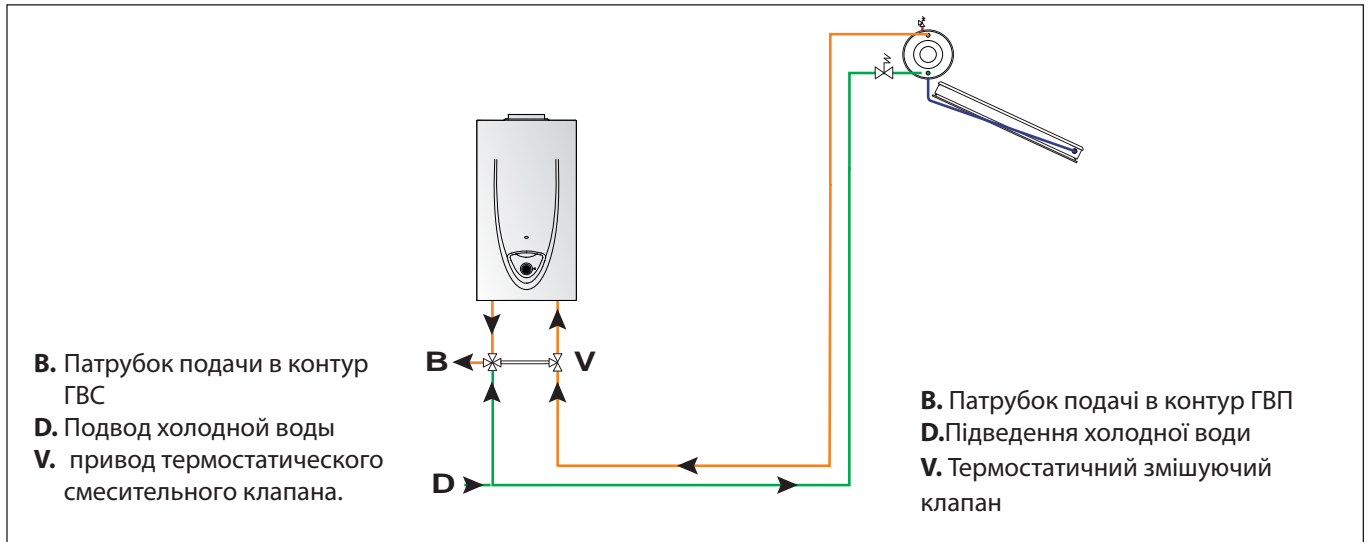 B
V
D
B. Патрубок подачи в контур
ГВС
D. Подвод холодной воды
V. привод термостатического
смесительного клапана.
B. Патрубок подачі в контур ГВП
D.Підведення холодної води
V. Термостатичний змішуючий
клапан